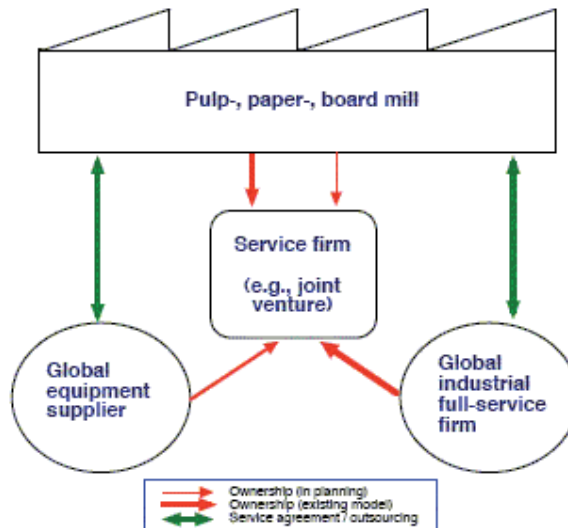 Pulp-, paper-, board mill
Service firm
(e.g., joint
venture)
Global
equipment
supplier
Global
industrial
full-service
firm
Ownership (in planning)
Ownership (existing model)
Service agreement / outsourcing